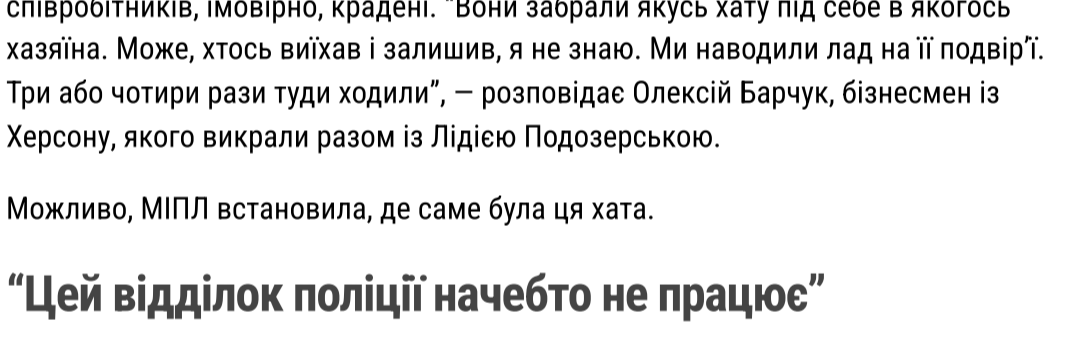 співробітників, імовірно, крадені. “Вони забрали якусь хату під себе в якогось
хазяїна. Може, хтось виїхав і залишив, я не знаю. Ми наводили лад на її подвір’ї.
Три або чотири рази туди ходили”, — розповідає Олексій Барчук, бізнесмен із
Херсону, якого викрали разом із Лідією Подозерською.
Можливо, МІПЛ встановила, де саме була ця хата.
“Цей відділок поліції начебто не працює”